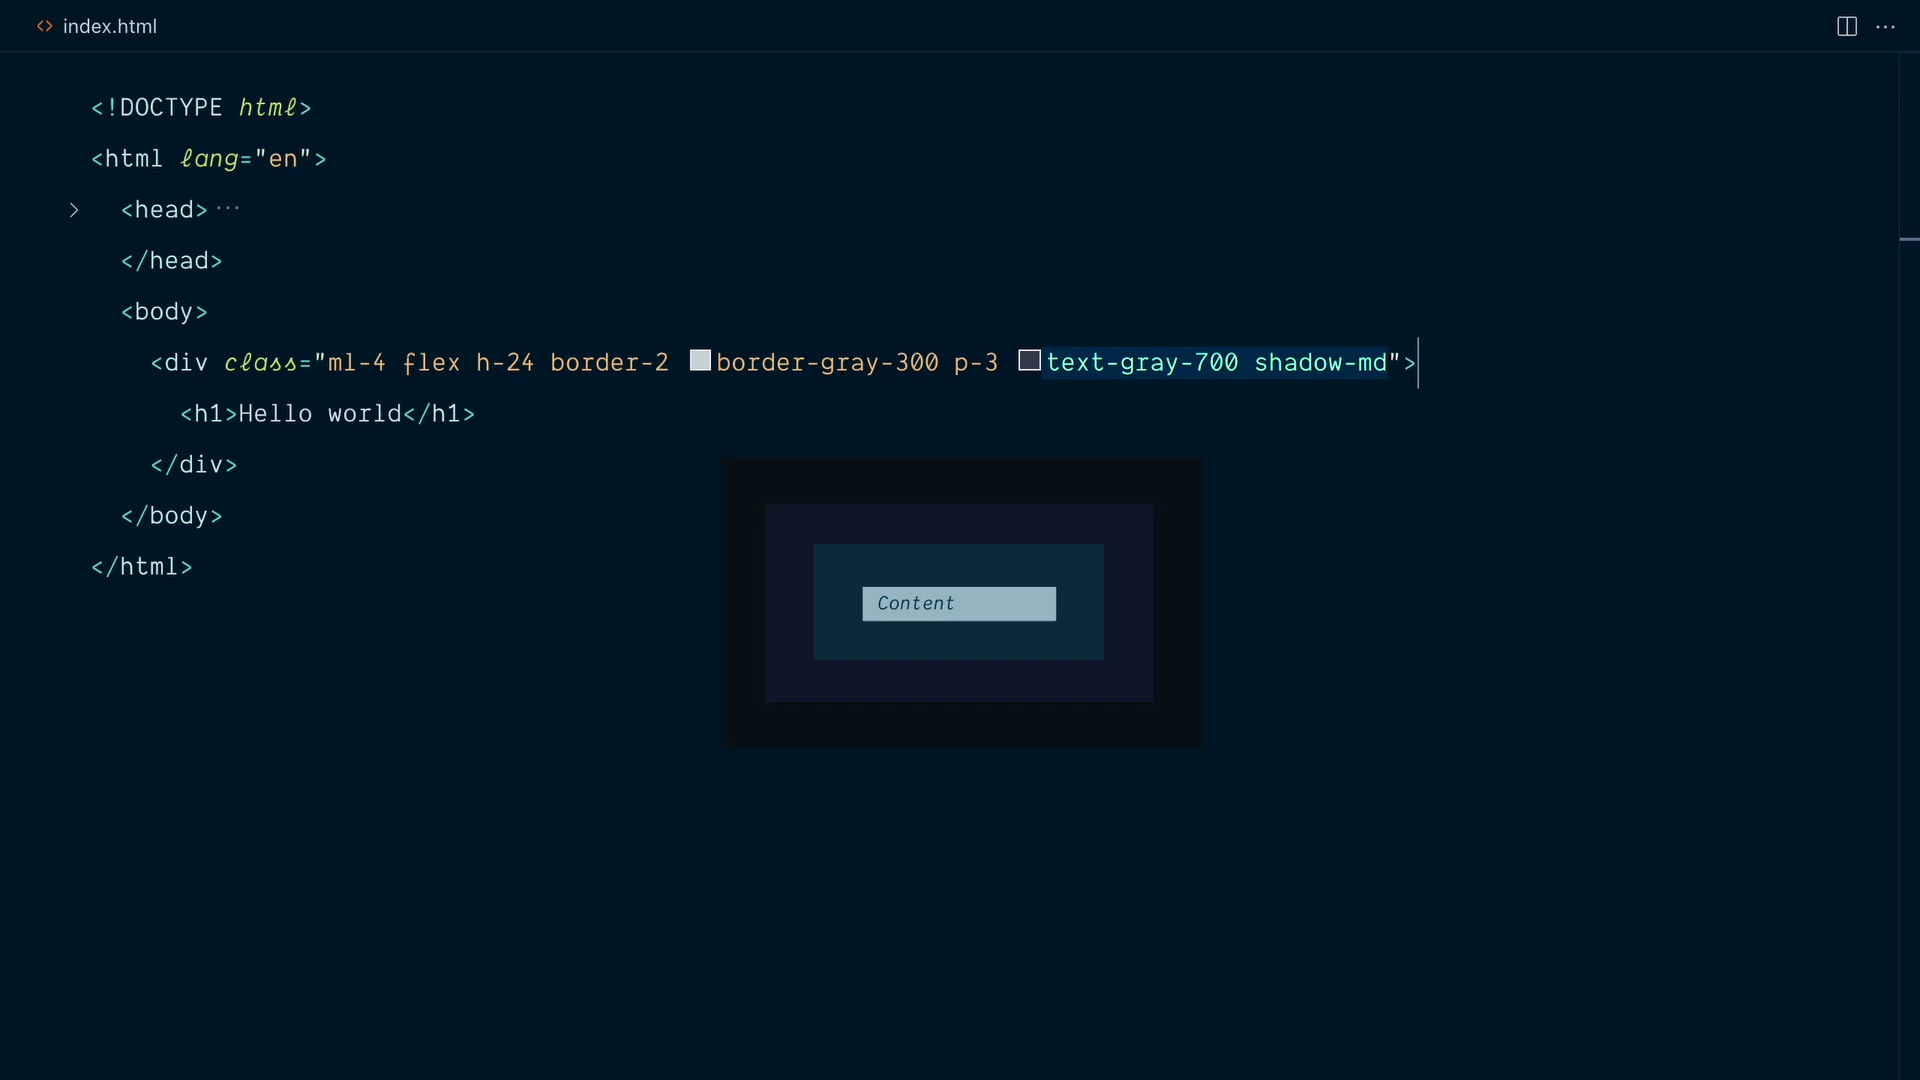 index.html
<!DOCTYPE html>
<html lang="en">
<head>···
</head>
<body>
<div class="ml-4 flex h-24 border-2 border-gray-300 p-3 text-gray-700 shadow-md">
<h1>Hello world</h1>
</div>
</body>
</html>
Content